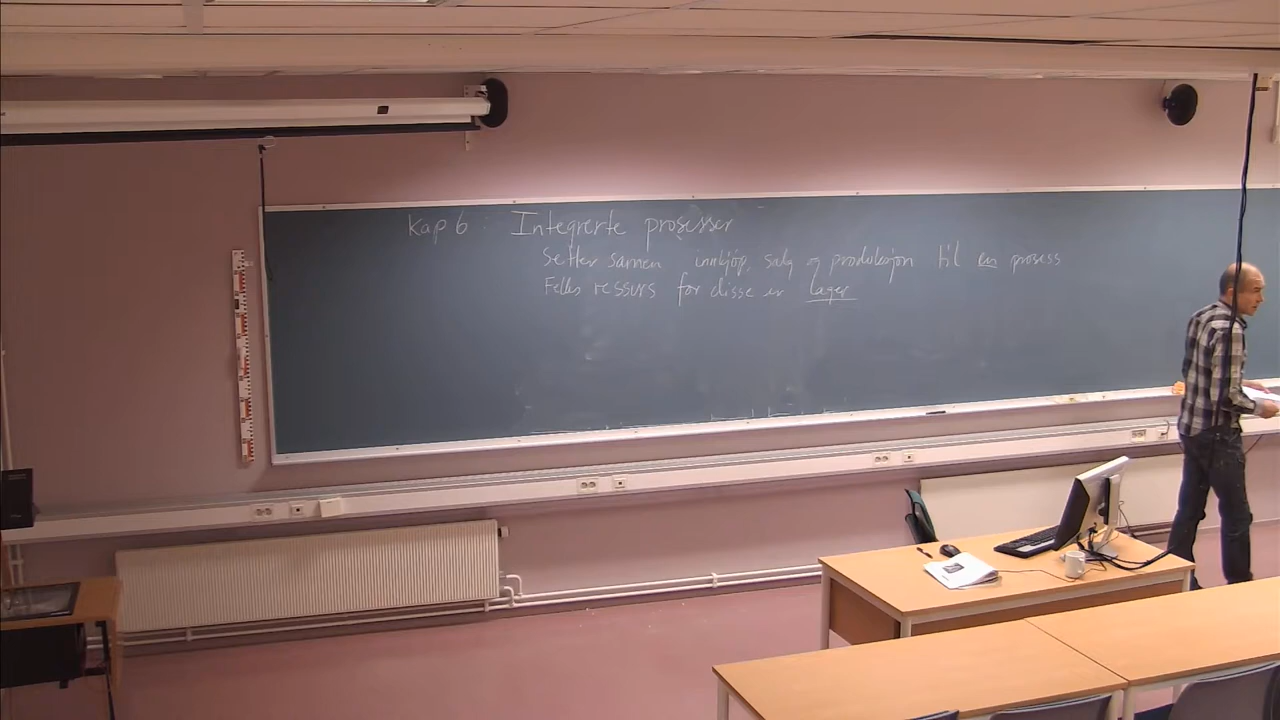 Kap 6 : Integrerte prosesser
Setter sammen innkjøp, salg og produksjon til en prosess
Felles ressurs for disse er lager